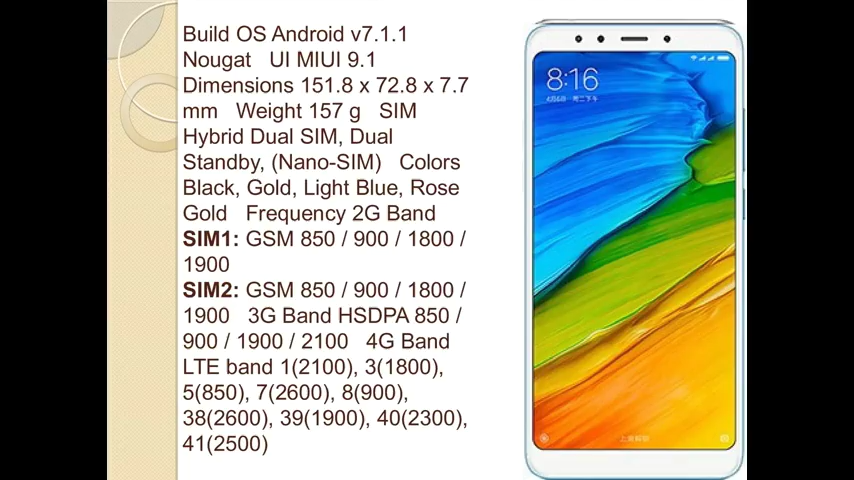 Build OS Android v7.1.1
Nougat UI MIUI 9.1
Dimensions 151.8 x 72.8 x 7.7
mm Weight 157 g SIM
Hybrid Dual SIM, Dual
Standby, (Nano-SIM) Colors
Black, Gold, Light Blue, Rose
Gold Frequency 2G Band
SIM1: GSM 850 / 900 / 1800 /
1900
SIM2: GSM 850 / 900 / 1800 /
1900 3G Band HSDPA 850 /
900 / 1900 / 2100 4G Band
LTE band 1(2100), 3(1800),
5(850), 7(2600), 8(900),
38(2600), 39(1900), 40(2300),
41(2500)
8:16